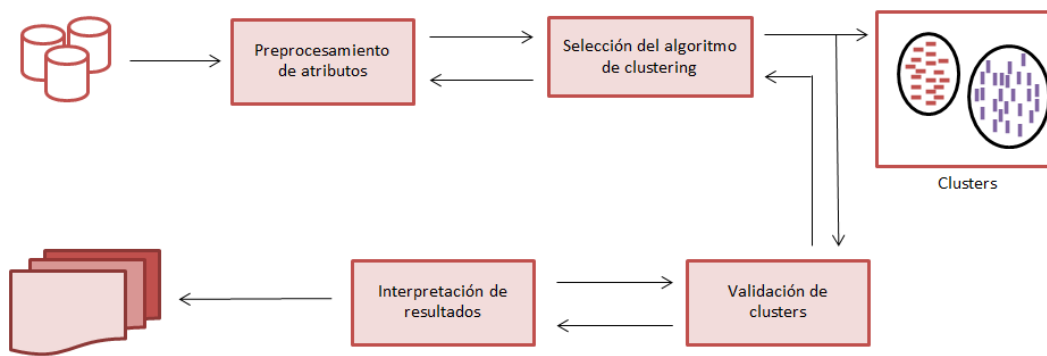 Preprocesamiento
de atributos
Selección del algoritmo
de clustering
Clusters
Interpretación de
resultados
Validación de
clusters